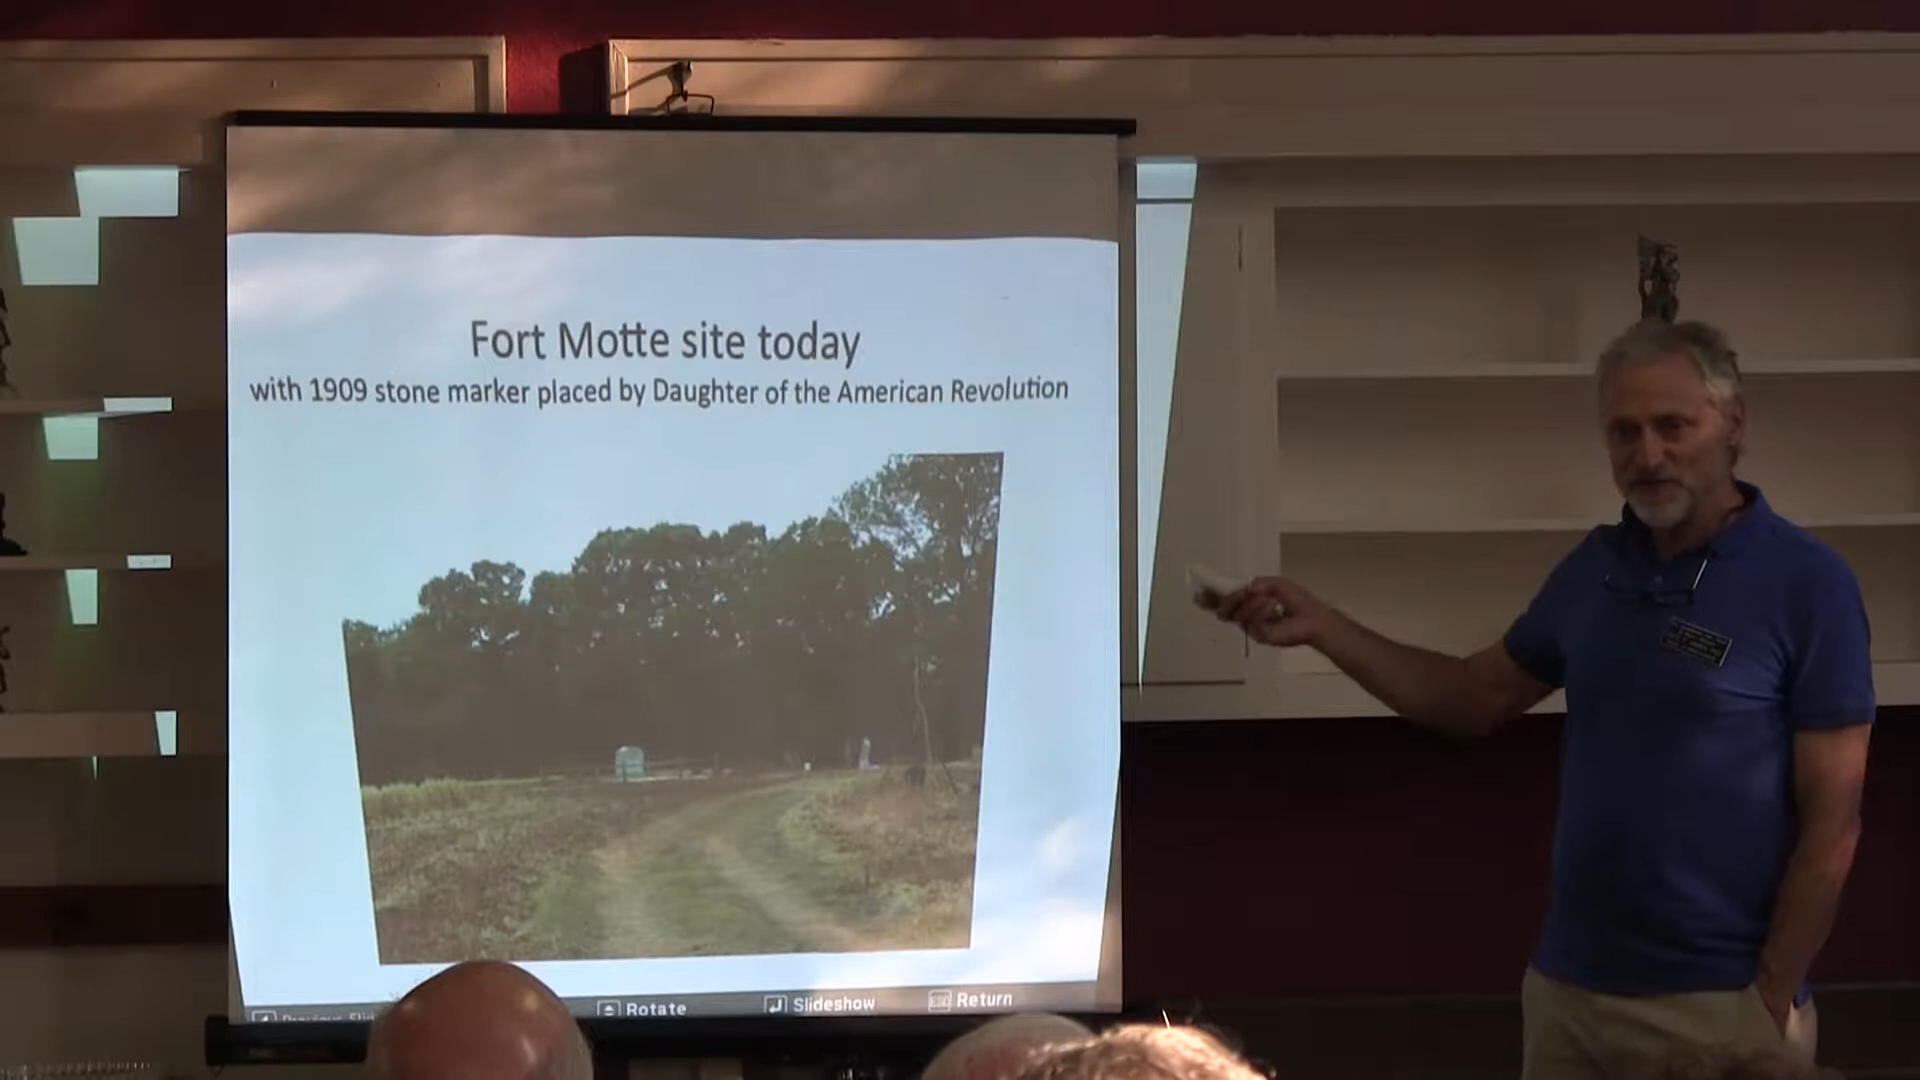 Fort Motte site today
with 1909 stone marker placed by Daughter of the American Revolution
Rotate
Slideshow
Return